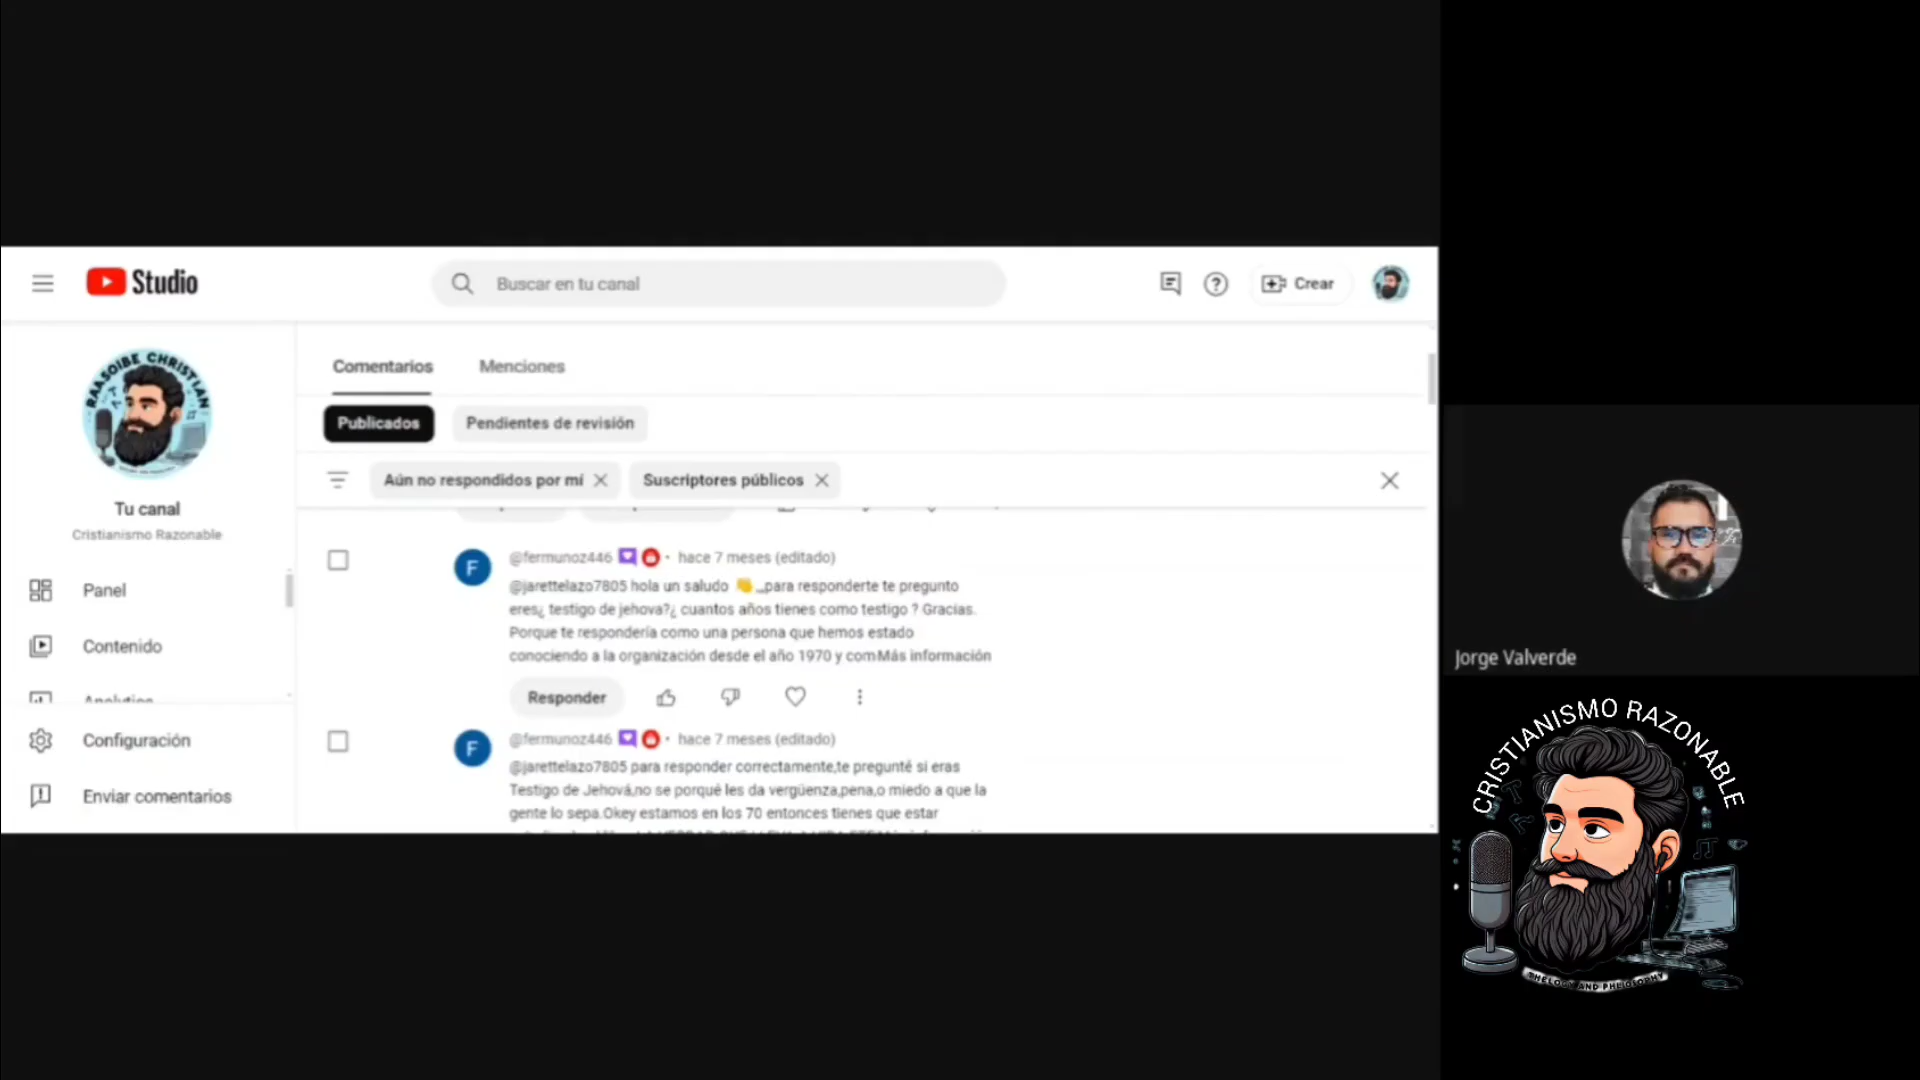 Studio
Buscar en tu canal
Crear
RAASOIBE CHRISTIAN
Tu canal
Cristianismo Razonable
Panel
Contenido
Analytics
Configuración
Enviar comentarios
Comentarios
Menciones
Publicados
Pendientes de revisión
Aún no respondidos por mí
Suscriptores públicos
F
@fermunoz446 • hace 7 meses (editado)
@jarettelazo7805 hola un saludo 👋 ,,,para responderte te pregunto
eres¿ testigo de jehova?¿ cuantos años tienes como testigo ? Gracias.
Porque te respondería como una persona que hemos estado
conociendo a la organización desde el año 1970 y comMás información
Responder
F
@fermunoz446 • hace 7 meses (editado)
@jarettelazo7805 para responder correctamente,te pregunté si eras
Testigo de Jehová,no se porqué les da vergüenza,pena,o miedo a que la
gente lo sepa.Okey estamos en los 70 entonces tienes que estar
Jorge Valverde
CRISTIANISMO RAZONABLE
AND